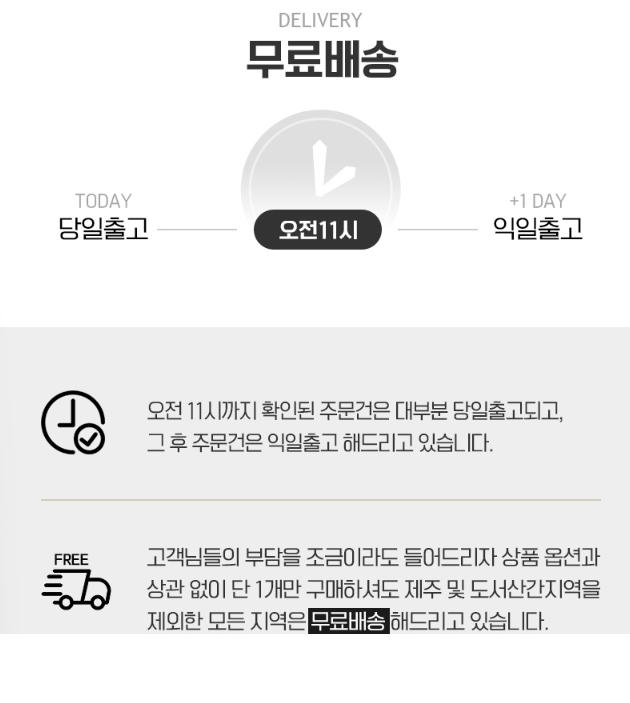 DELIVERY
무료배송
TODAY
당일출고
오전11시
+1 DAY
익일출고
오전 11시까지 확인된 주문건은 대부분 당일출고되고,
그 후 주문건은 익일출고 해드리고 있습니다.
FREE
고객님들의 부담을 조금이라도 들어드리자 상품 옵션과
상관 없이 단 1개만 구매하셔도 제주 및 도서산간지역을
제외한 모든 지역은 무료배송 해드리고 있습니다.